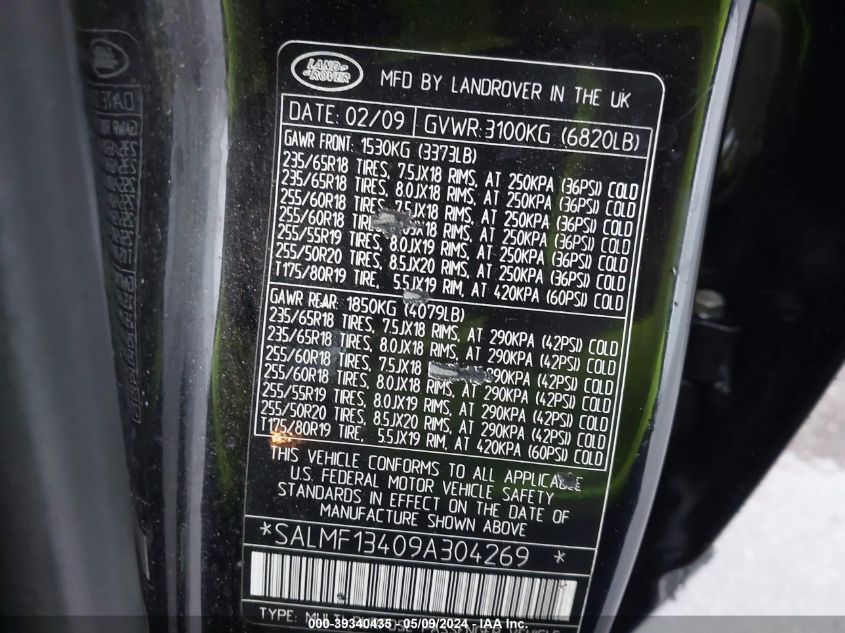 LAND-
-ROVER
MFD BY LANDROVER IN THE UK
DATE: 02/09 GVWR: 3100KG (6820LB)
GAWR FRONT: 1530KG (3373LB)
235/65R18 TIRES, 7.5JX18 RIMS, AT 250KPA (36PSI) COLD
235/65R18 TIRES, 8.0JX18 RIMS, AT 250KPA (36PSI) COLD
255/60R18 TIRES, 7.5JX18 RIMS, AT 250KPA (36PSI) COLD
255/60R18 RIMS, AT 250KPA (36PSI) COLD
255/55R19 TIRES, 8.0JX19 RIMS, AT 250KPA (36PSI) COLD
255/50R20 TIRES, 8.5JX20 RIMS, AT 250KPA (36PSI) COLD
T175/80R19 TIRE, 5.5JX19 RIM, AT 420KPA (60PSI) COLD
GAWR REAR: 1850KG (4079LB)
235/65R18 TIRES, 7.5JX18 RIMS, AT 290KPA (42PSI) COLD
235/65R18 TIRES, 8.0JX18 RIMS, AT 290KPA (42PSI) COLD
255/60R18 TIRES, 7.5JX18 (42PSI) COLD
255/60R18 TIRES, 8.0JX18 RIMS, AT 290KPA (42PSI) COLD
255/55R19 TIRES, 8.0JX19 RIMS, AT 290KPA (42PSI) COLD
255/50R20 TIRES, 8.5JX20 RIMS, AT 290KPA (42PSI) COLD
T175/80R19 TIRE, 5.5JX19 RIM, AT 420KPA (60PSI) COLD
THIS VEHICLE CONFORMS TO ALL APPLICABLE
U.S. FEDERAL MOTOR VEHICLE SAFETY
STANDARDS IN EFFECT ON THE DATE OF
MANUFACTURE SHOWN ABOVE
*SALMF13409A304269 *
TYPE: PASSENGER VEHICLE
000-39340435 - 05/09/2024 - IAA Inc.